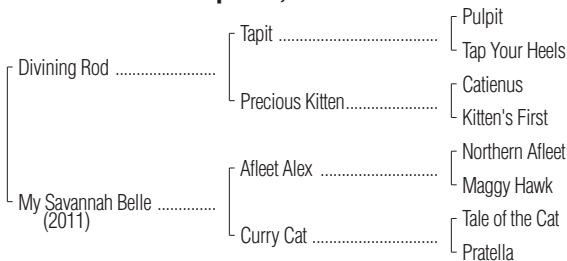 Pulpit
Tapit ........................................
Tap Your Heels
Divining Rod .........................
Catienus
Precious Kitten.......................
Kitten's First
Northern Afleet
Afleet Alex .............................
Maggy Hawk
My Savannah Belle ..............
(2011)
Tale of the Cat
Curry Cat ...............................
Pratella